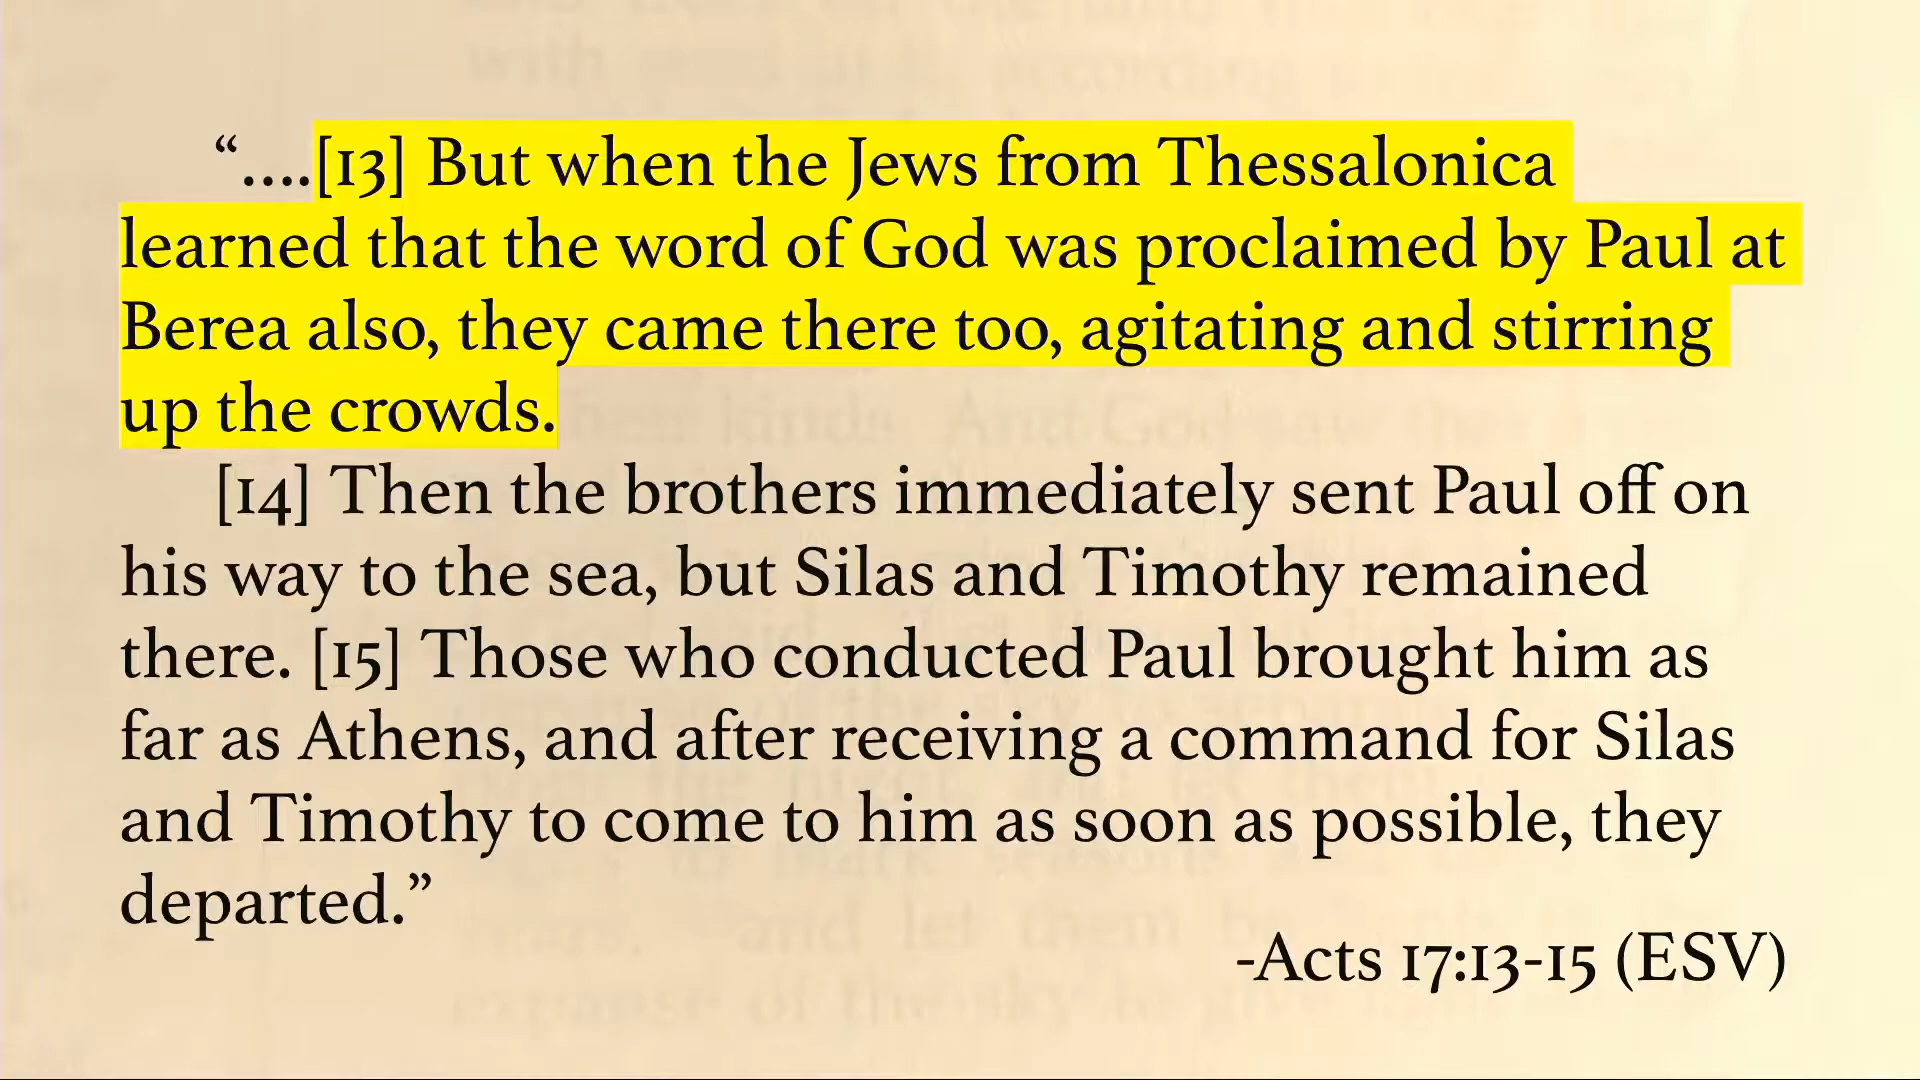 “....[13] But when the Jews from Thessalonica
learned that the word of God was proclaimed by Paul at
Berea also, they came there too, agitating and stirring
up the crowds.
[14] Then the brothers immediately sent Paul off on
his way to the sea, but Silas and Timothy remained
there. [15] Those who conducted Paul brought him as
far as Athens, and after receiving a command for Silas
and Timothy to come to him as soon as possible, they
departed.”
-Acts 17:13-15 (ESV)